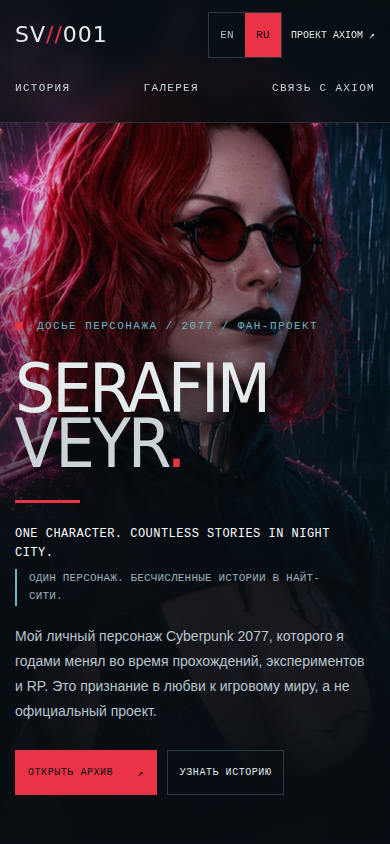 SV//001
EN RU ПРОЕКТ AXIOM ↗
ИСТОРИЯ ГАЛЕРЕЯ СВЯЗЬ С AXIOM
ДОСЬЕ ПЕРСОНАЖА / 2077 / ФАН-ПРОЕКТ
SERAFIM
VEYR.
ONE CHARACTER. COUNTLESS STORIES IN NIGHT
CITY.
ОДИН ПЕРСОНАЖ. БЕСЧИСЛЕННЫЕ ИСТОРИИ В НАЙТ-
СИТИ.
Мой личный персонаж Cyberpunk 2077, которого я
годами менял во время прохождений, экспериментов
и RP. Это признание в любви к игровому миру, а не
официальный проект.
ОТКРЫТЬ АРХИВ ↗ УЗНАТЬ ИСТОРИЮ